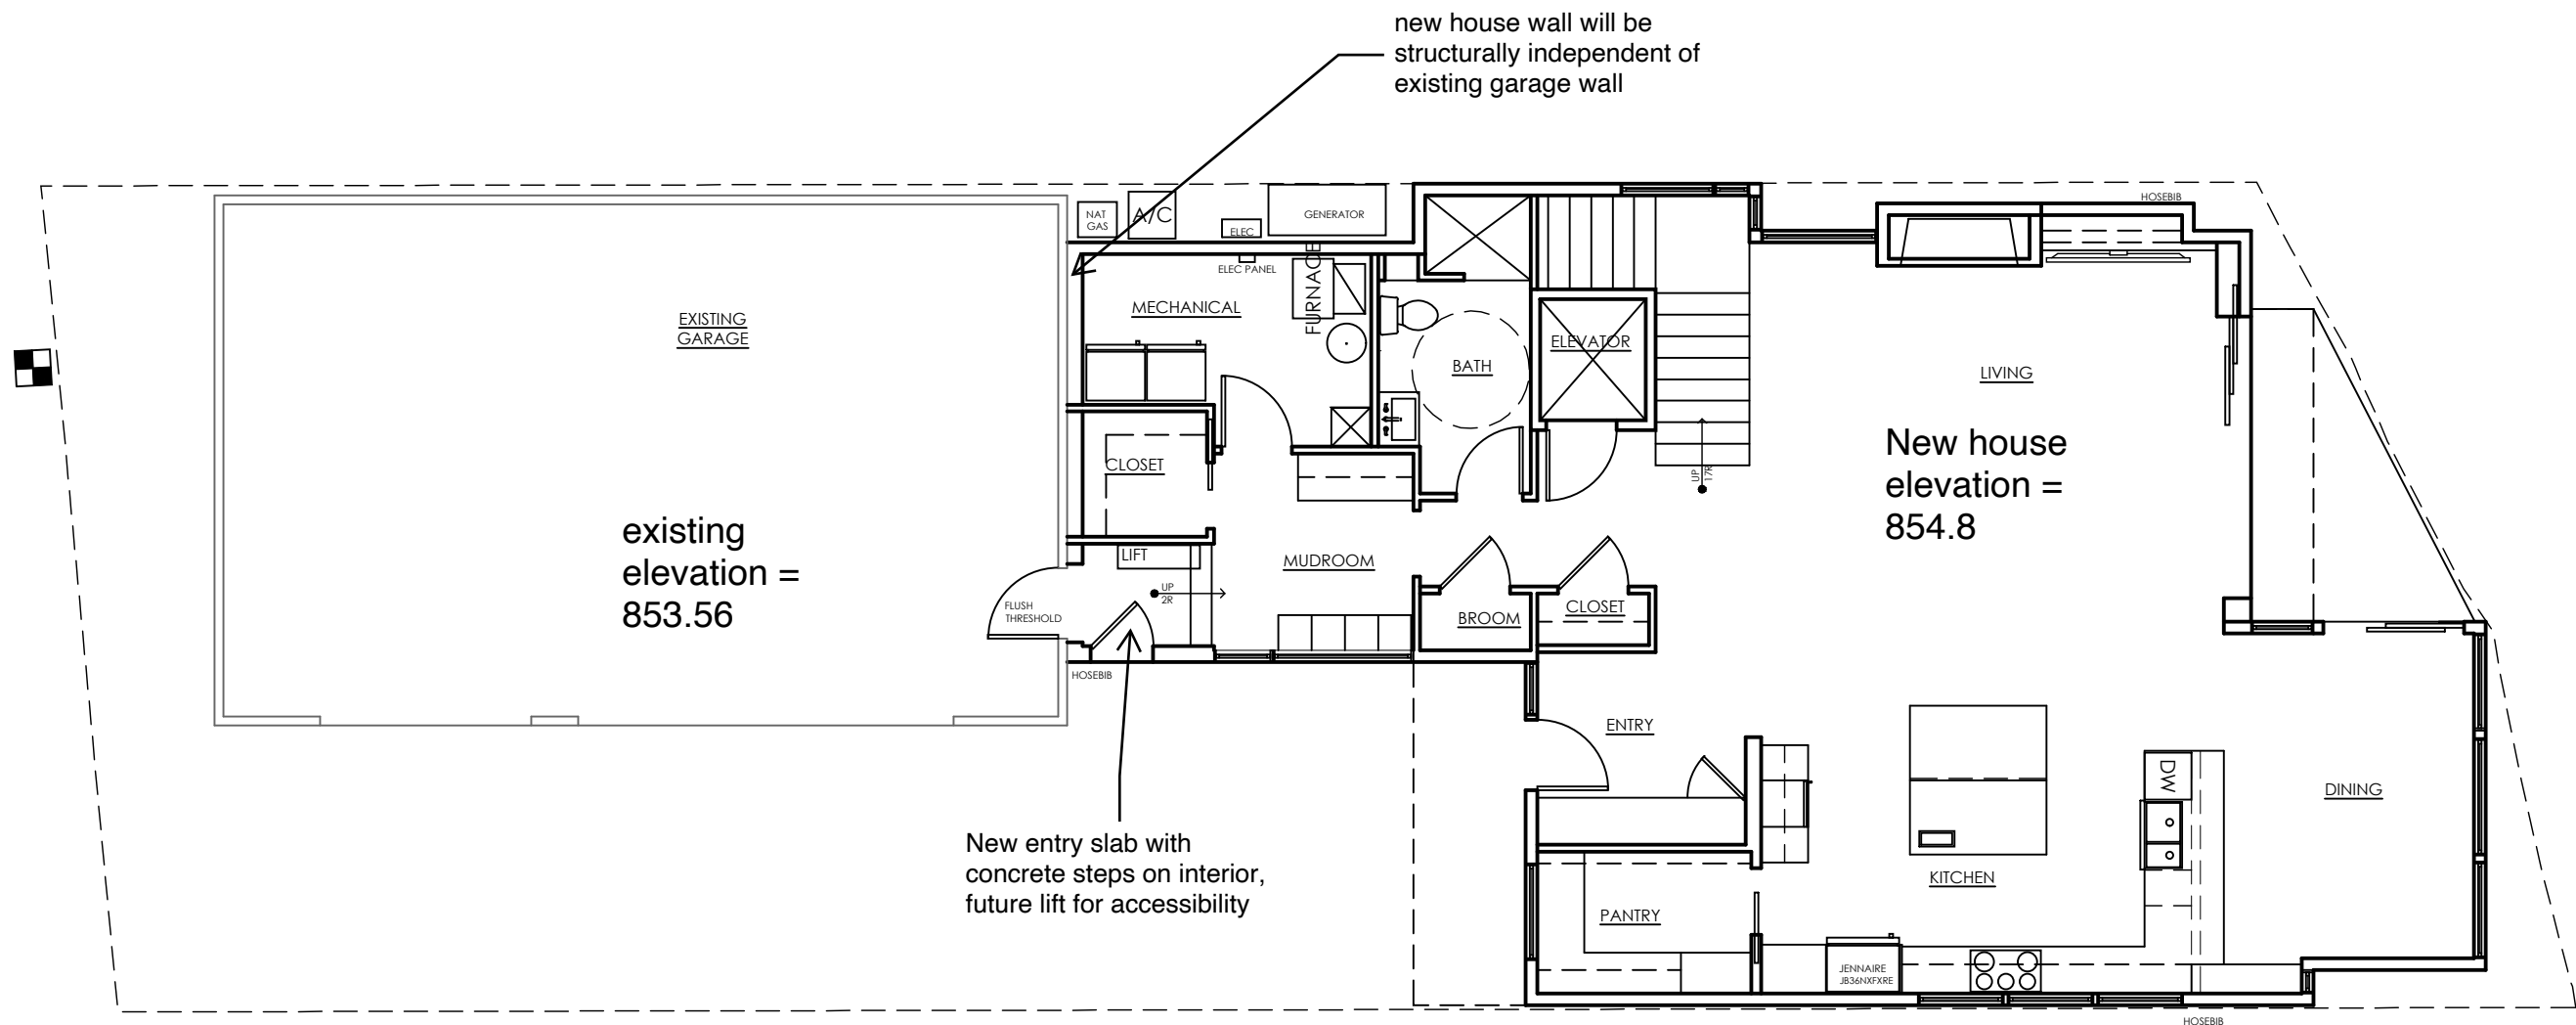 new house wall will be
structurally independent of
existing garage wall
HOSEBIB
NAT
GAS
A/C
ELEC
GENERATOR
ELEC PANEL
FURNACE
MECHANICAL
EXISTING
GARAGE
ELEVATOR
BATH
LIVING
New house
elevation =
854.8
CLOSET
UP
17R
existing
elevation =
853.56
LIFT
MUDROOM
UP
2R
FLUSH
THRESHOLD
BROOM
CLOSET
HOSEBIB
ENTRY
DW
DINING
New entry slab with
concrete steps on interior,
future lift for accessibility
KITCHEN
PANTRY
JENNAIRE
JB36NXFXRE
HOSEBIB